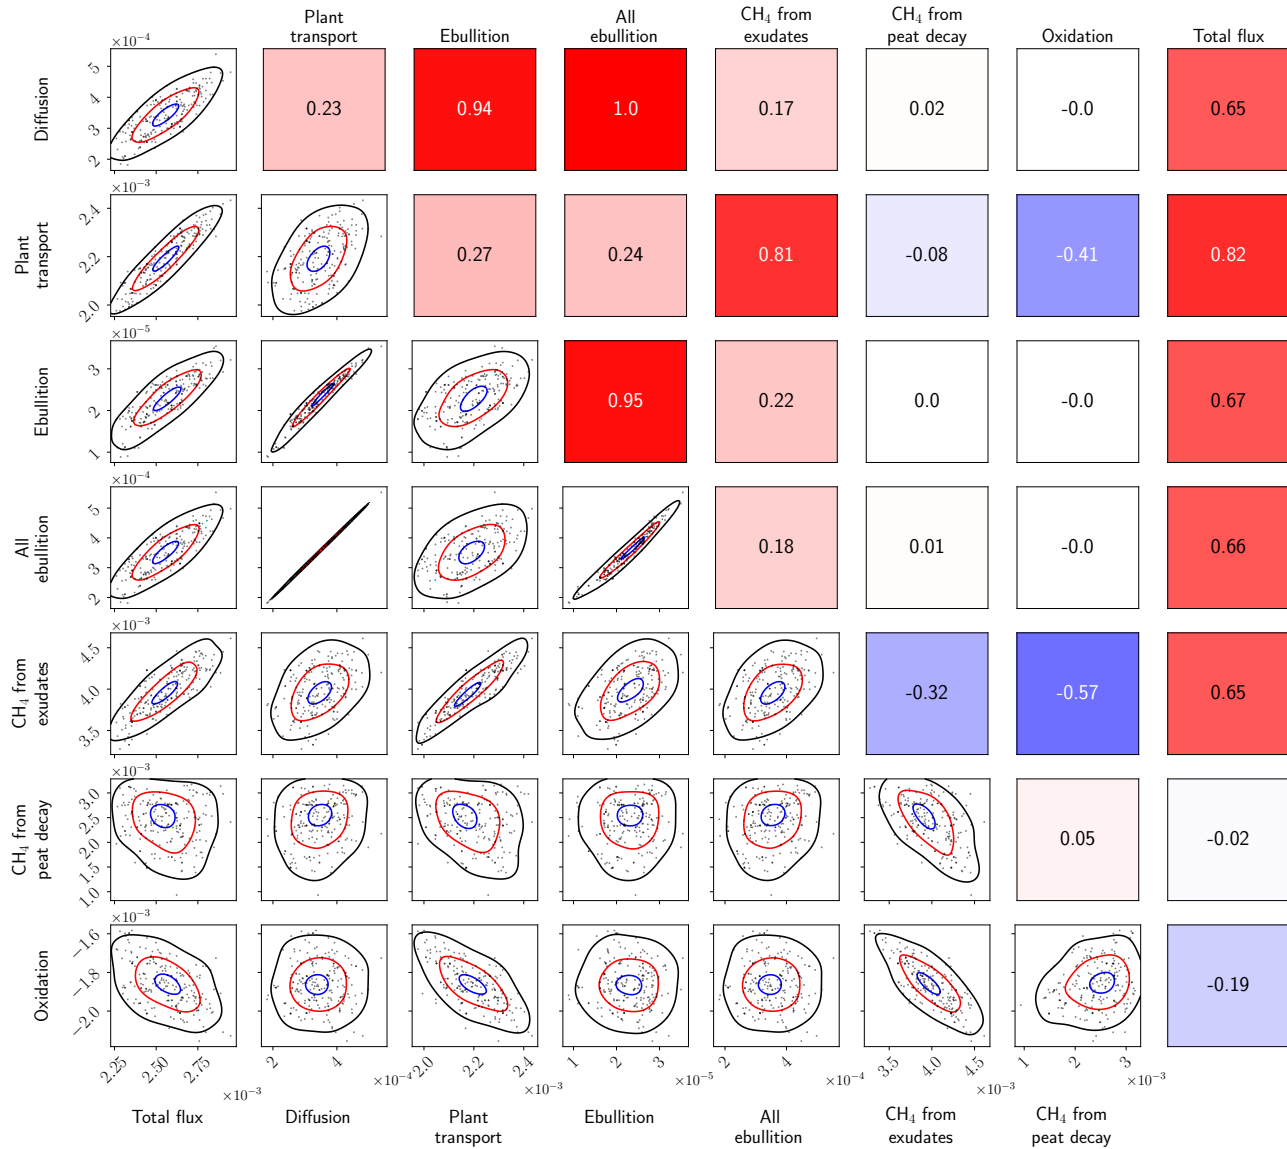 Plant
transport
Ebullition
All
ebullition
CH₄ from
exudates
CH₄ from
peat decay
Oxidation
Total flux
×10⁻⁴
Diffusion
5
4
3
2
0.23
0.94
1.0
0.17
0.02
-0.0
0.65
×10⁻³
Plant
transport
2.4
2.2
2.0
0.27
0.24
0.81
-0.08
-0.41
0.82
×10⁻⁵
Ebullition
3
2
1
0.95
0.22
0.0
-0.0
0.67
×10⁻⁴
All
ebullition
5
4
3
2
0.18
0.01
-0.0
0.66
×10⁻³
CH₄ from
exudates
4.5
4.0
3.5
-0.32
-0.57
0.65
×10⁻³
CH₄ from
peat decay
3.0
2.5
2.0
1.5
1.0
0.05
-0.02
×10⁻³
Oxidation
−1.6
−1.8
−2.0
-0.19
2.25 2.50 2.75
×10⁻³
Total flux
2 4
×10⁻⁴
Diffusion
2.0 2.2 2.4
×10⁻³
Plant
transport
1 2 3
×10⁻⁵
Ebullition
2 4
×10⁻⁴
All
ebullition
3.5 4.0 4.5
×10⁻³
CH₄ from
exudates
1 2 3
×10⁻³
CH₄ from
peat decay